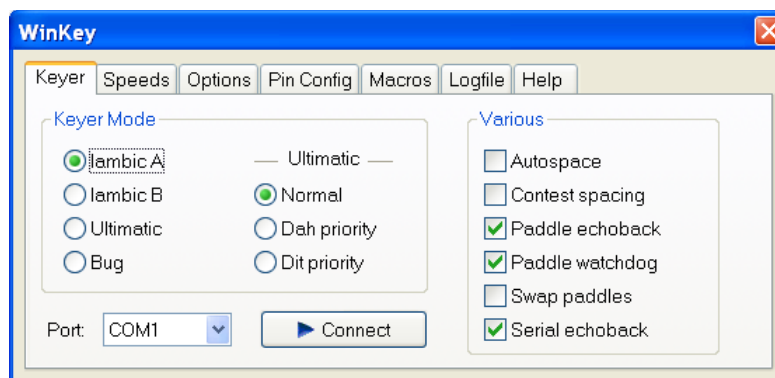 WinKey
Keyer Speeds Options Pin Config Macros Logfile Help
Keyer Mode
Iambic A
Iambic B
Ultimatic
Bug
Ultimatic
Normal
Dah priority
Dit priority
Various
Autospace
Contest spacing
Paddle echoback
Paddle watchdog
Swap paddles
Serial echoback
Port: COM1
Connect